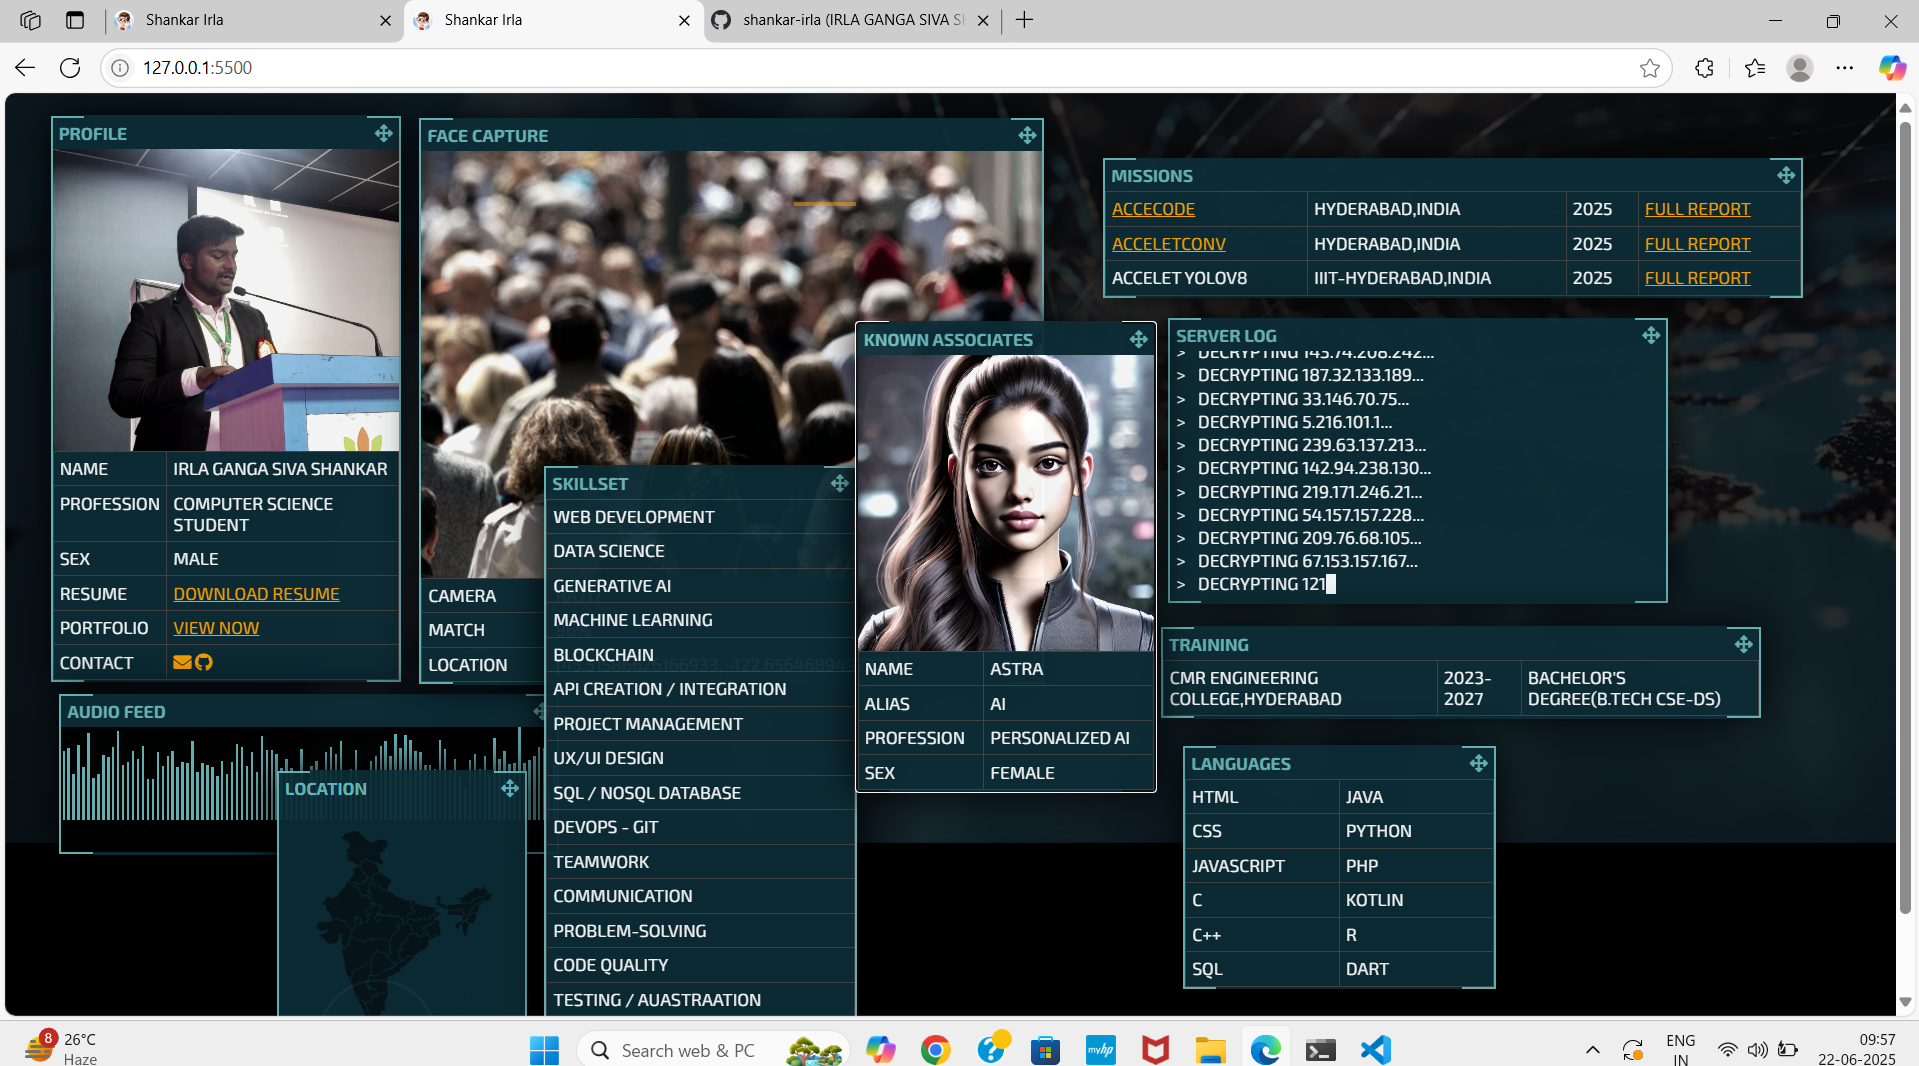 Shankar Irla
Shankar Irla
shankar-irla (IRLA GANGA SIVA SH
127.0.0.1:5500
PROFILE
NAME IRLA GANGA SIVA SHANKAR
PROFESSION COMPUTER SCIENCE
STUDENT
SEX MALE
RESUME DOWNLOAD RESUME
PORTFOLIO VIEW NOW
CONTACT
FACE CAPTURE
CAMERA
MATCH
LOCATION
AUDIO FEED
LOCATION
SKILLSET
WEB DEVELOPMENT
DATA SCIENCE
GENERATIVE AI
MACHINE LEARNING
BLOCKCHAIN
API CREATION / INTEGRATION
PROJECT MANAGEMENT
UX/UI DESIGN
SQL / NOSQL DATABASE
DEVOPS - GIT
TEAMWORK
COMMUNICATION
PROBLEM-SOLVING
CODE QUALITY
TESTING / AUASTRAATION
KNOWN ASSOCIATES
NAME ASTRA
ALIAS AI
PROFESSION PERSONALIZED AI
SEX FEMALE
MISSIONS
ACCECODE HYDERABAD,INDIA 2025 FULL REPORT
ACCELETCONV HYDERABAD,INDIA 2025 FULL REPORT
ACCELET YOLOV8 IIIT-HYDERABAD,INDIA 2025 FULL REPORT
SERVER LOG
> DECRYPTING 143.74.208.242...
> DECRYPTING 187.32.133.189...
> DECRYPTING 33.146.70.75...
> DECRYPTING 5.216.101.1...
> DECRYPTING 239.63.137.213...
> DECRYPTING 142.94.238.130...
> DECRYPTING 219.171.246.21...
> DECRYPTING 54.157.157.228...
> DECRYPTING 209.76.68.105...
> DECRYPTING 67.153.157.167...
> DECRYPTING 121
TRAINING
CMR ENGINEERING 2023- BACHELOR'S
COLLEGE,HYDERABAD 2027 DEGREE(B.TECH CSE-DS)
LANGUAGES
HTML JAVA
CSS PYTHON
JAVASCRIPT PHP
C KOTLIN
C++ R
SQL DART
8
26°C
Haze
Search web & PC
myhp
ENG
IN
09:57
22-06-2025